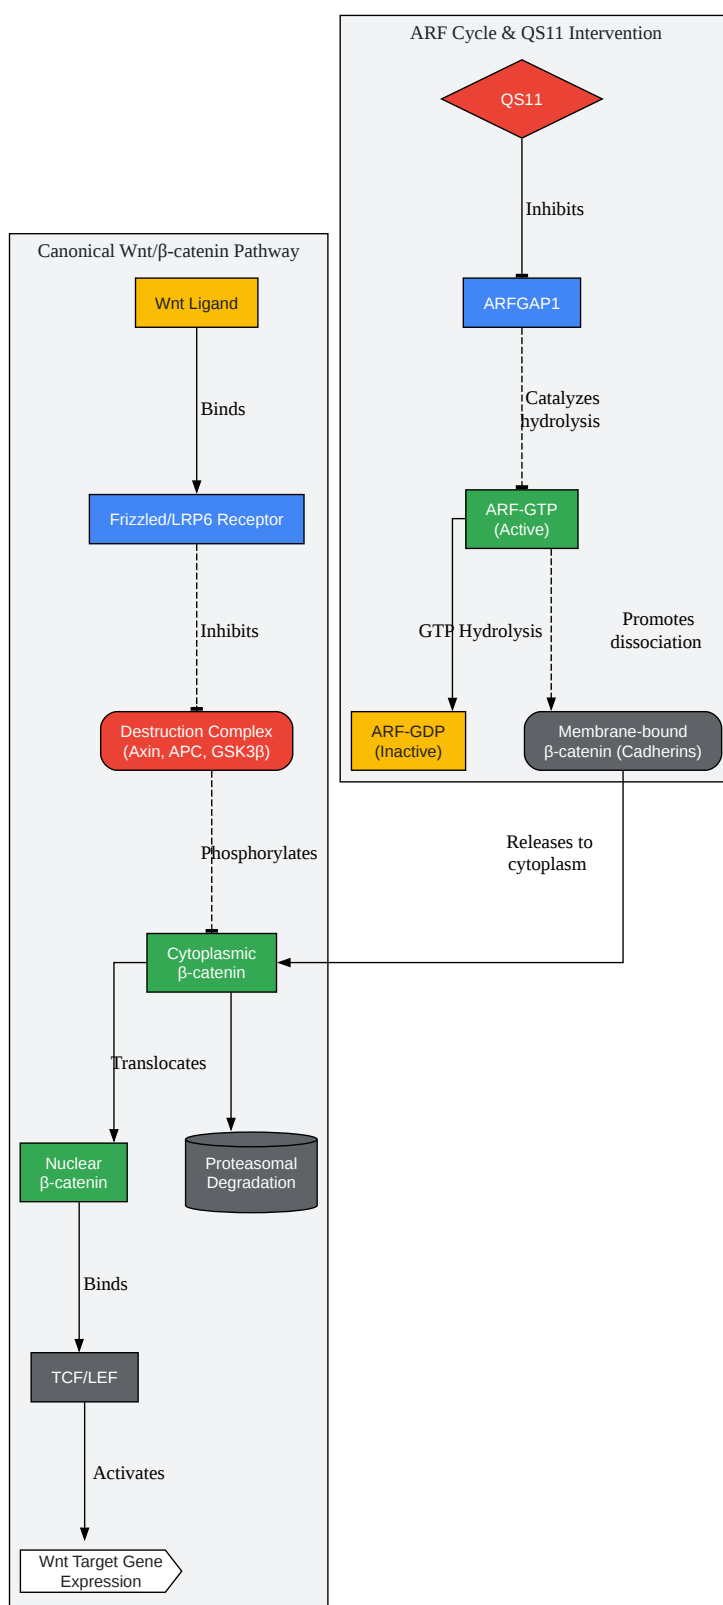 ARF Cycle & QS11 Intervention
QS11
Inhibits
ARFGAP1
Catalyzes
hydrolysis
ARF-GTP
(Active)
GTP Hydrolysis
Promotes
dissociation
ARF-GDP
(Inactive)
Membrane-bound
β-catenin (Cadherins)
Releases to
cytoplasm
Canonical Wnt/β-catenin Pathway
Wnt Ligand
Binds
Frizzled/LRP6 Receptor
Inhibits
Destruction Complex
(Axin, APC, GSK3β)
Phosphorylates
Cytoplasmic
β-catenin
Translocates
Nuclear
β-catenin
Proteasomal
Degradation
Binds
TCF/LEF
Activates
Wnt Target Gene
Expression